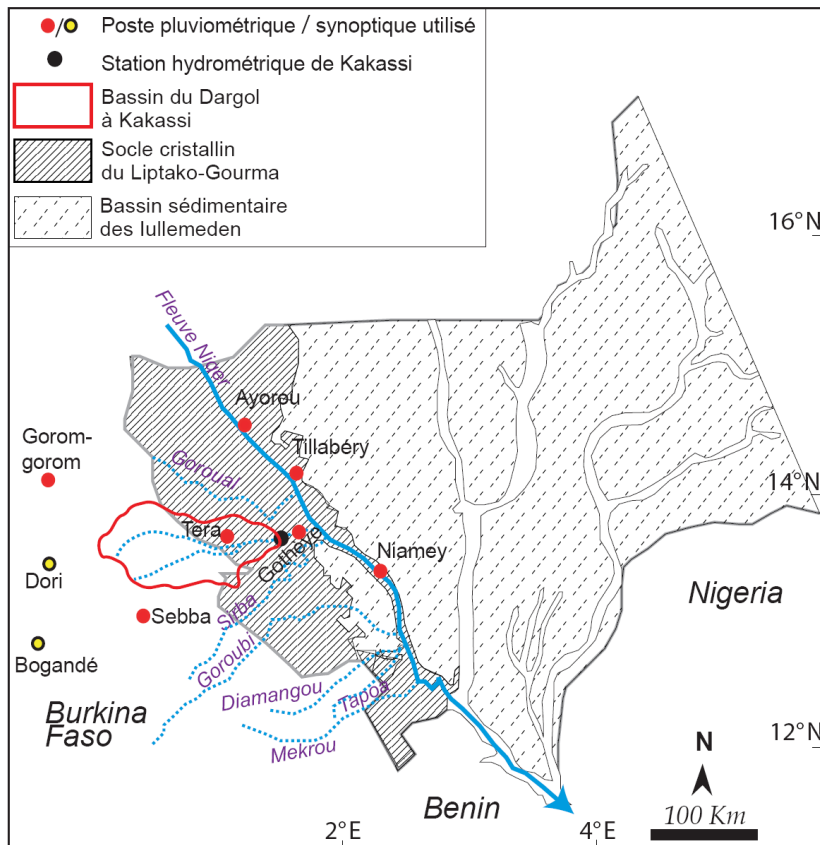 Poste pluviométrique / synoptique utilisé
Station hydrométrique de Kakassi
Bassin du Dargol
à Kakassi
Socle cristallin
du Liptako-Gourma
Bassin sédimentaire
des Iullemeden
16°N
Fleuve Niger
Ayorou
Gorom-
gorom
Tillabéry
Goroual
14°N
Tera
Gotheye
Niamey
Dori
Nigeria
Sebba
Sirba
Bogandé
Goroubi
Diamangou
Tapoa
Burkina
Faso
Mekrou
12°N
N
Benin
100 Km
2°E
4°E